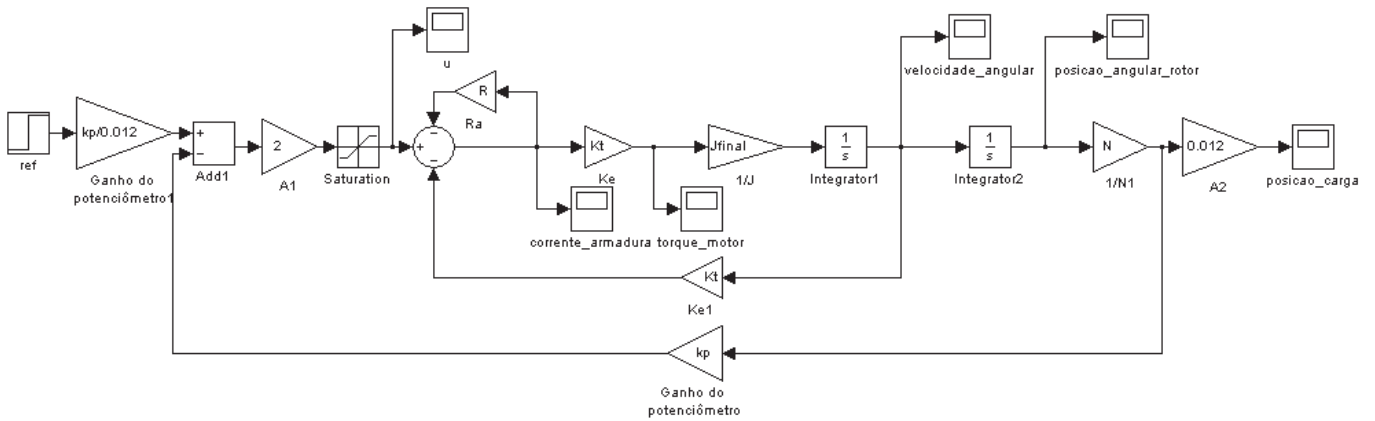 u
velocidade_angular
posicao_angular_rotor
R
Ra
ref
kp/0.012
Ganho do
potenciômetro1
+
−
Add1
2
A1
Saturation
+
−
−
Kt
Ke
Jfinal
1/J
1
s
Integrator1
1
s
Integrator2
N
1/N1
0.012
A2
posicao_carga
corrente_armadura
torque_motor
Kt
Ke1
kp
Ganho do
potenciômetro